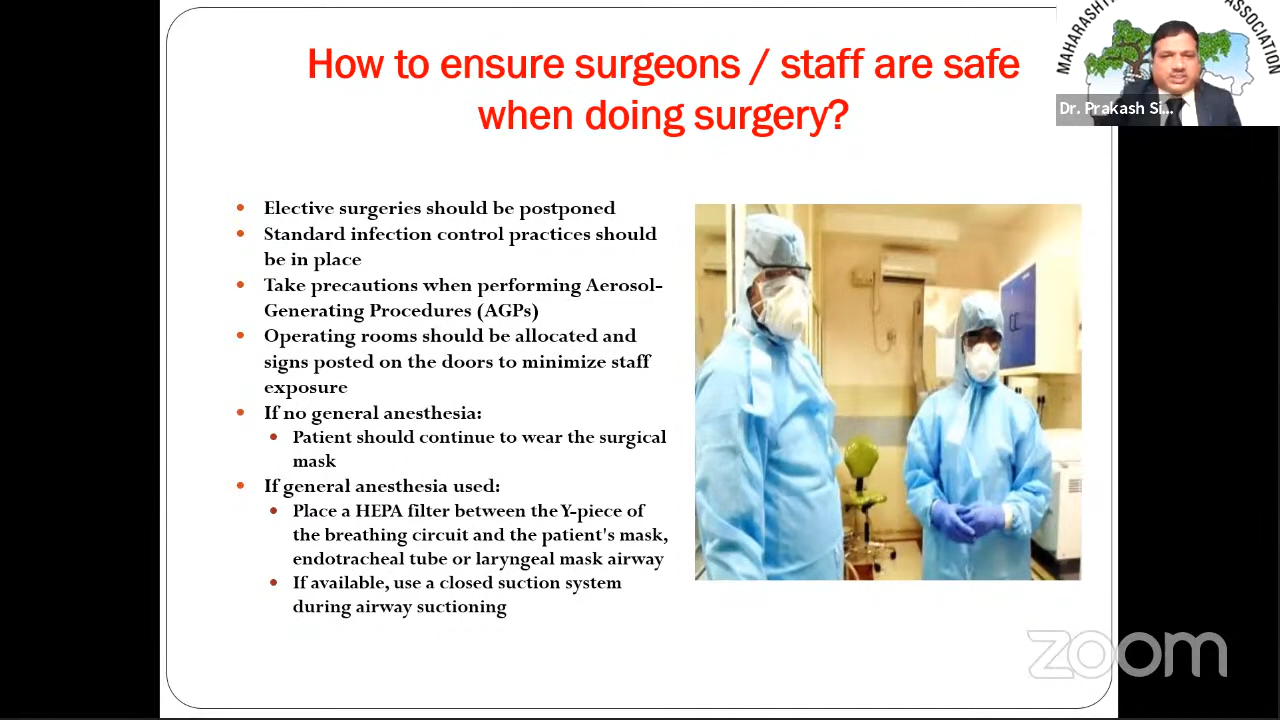 How to ensure surgeons / staff are safe
when doing surgery?
MAHARASHT
ASSOCIATION
Dr. Prakash Si...
• Elective surgeries should be postponed
• Standard infection control practices should
be in place
• Take precautions when performing Aerosol-
Generating Procedures (AGPs)
• Operating rooms should be allocated and
signs posted on the doors to minimize staff
exposure
• If no general anesthesia:
• Patient should continue to wear the surgical
mask
• If general anesthesia used:
• Place a HEPA filter between the Y-piece of
the breathing circuit and the patient's mask,
endotracheal tube or laryngeal mask airway
• If available, use a closed suction system
during airway suctioning
zoom